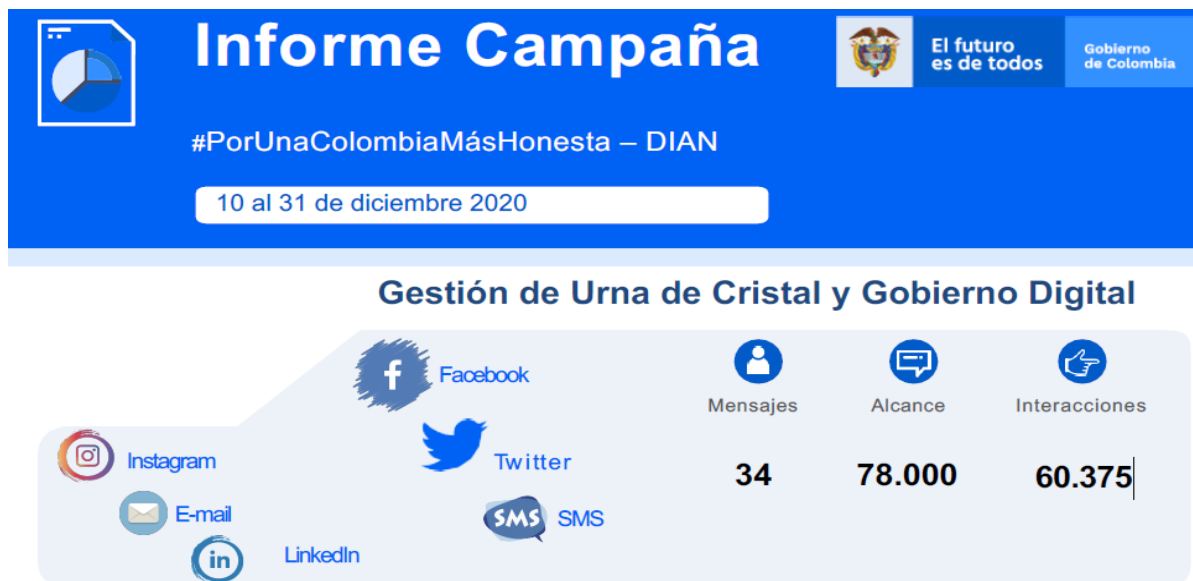 Informe Campaña
El futuro
es de todos
Gobierno
de Colombia
#PorUnaColombiaMásHonesta – DIAN
10 al 31 de diciembre 2020
Gestión de Urna de Cristal y Gobierno Digital
Facebook
Mensajes
Alcance
Interacciones
Instagram
Twitter
34
78.000
60.375
E-mail
SMS
SMS
in
LinkedIn